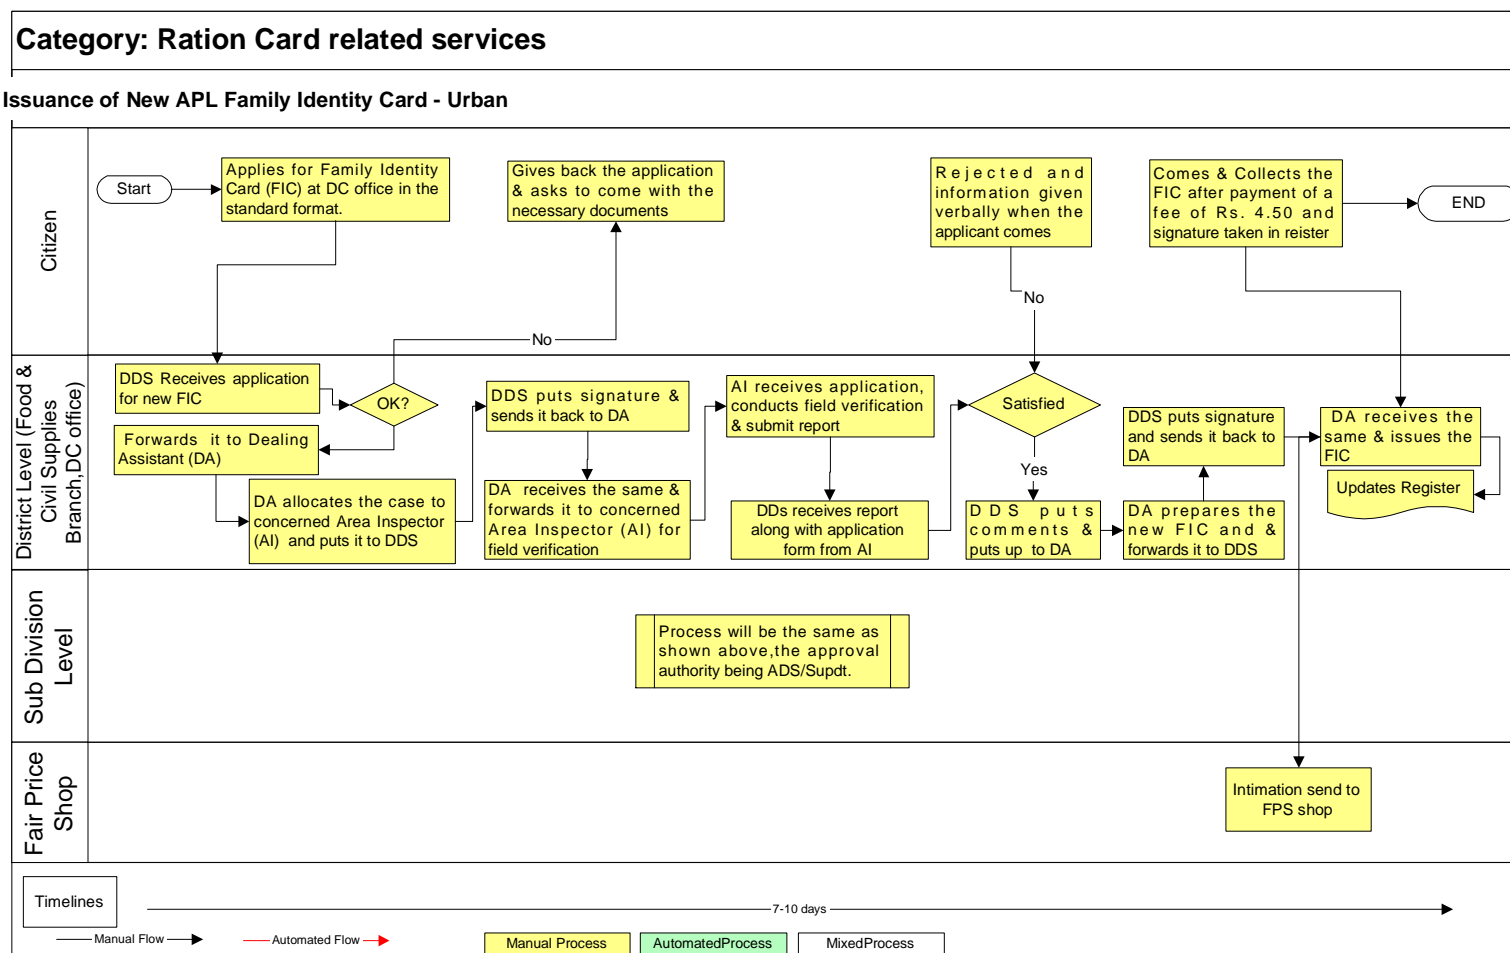 Category: Ration Card related services
Issuance of New APL Family Identity Card - Urban
Citizen
Start
Applies for Family Identity
Card (FIC) at DC office in the
standard format.
Gives back the application
& asks to come with the
necessary documents
Rejected and
information given
verbally when the
applicant comes
Comes & Collects the
FIC after payment of a
fee of Rs. 4.50 and
signature taken in reister
END
No
No
District Level (Food &
Civil Supplies
Branch,DC office)
DDS Receives application
for new FIC
OK?
Forwards it to Dealing
Assistant (DA)
DA allocates the case to
concerned Area Inspector
(AI) and puts it to DDS
DDS puts signature &
sends it back to DA
DA receives the same &
forwards it to concerned
Area Inspector (AI) for
field verification
AI receives application,
conducts field verification
& submit report
DDs receives report
along with application
form from AI
Satisfied
Yes
DDS puts
comments &
puts up to DA
DA prepares the
new FIC and &
forwards it to DDS
DDS puts signature
and sends it back to
DA
DA receives the
same & issues the
FIC
Updates Register
Sub Division
Level
Process will be the same as
shown above,the approval
authority being ADS/Supdt.
Fair Price
Shop
Intimation send to
FPS shop
Timelines
7-10 days
Manual Flow
Automated Flow
Manual Process
AutomatedProcess
MixedProcess